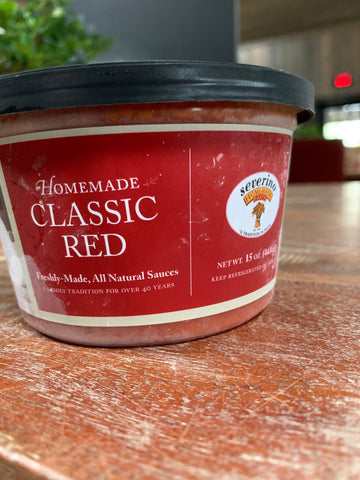 HOMEMADE
CLASSIC
RED
Freshly-Made, All Natural Sauces
A FAMILY TRADITION FOR OVER 40 YEARS
severino
NET WT. 15 oz.
KEEP REFRIGERATED